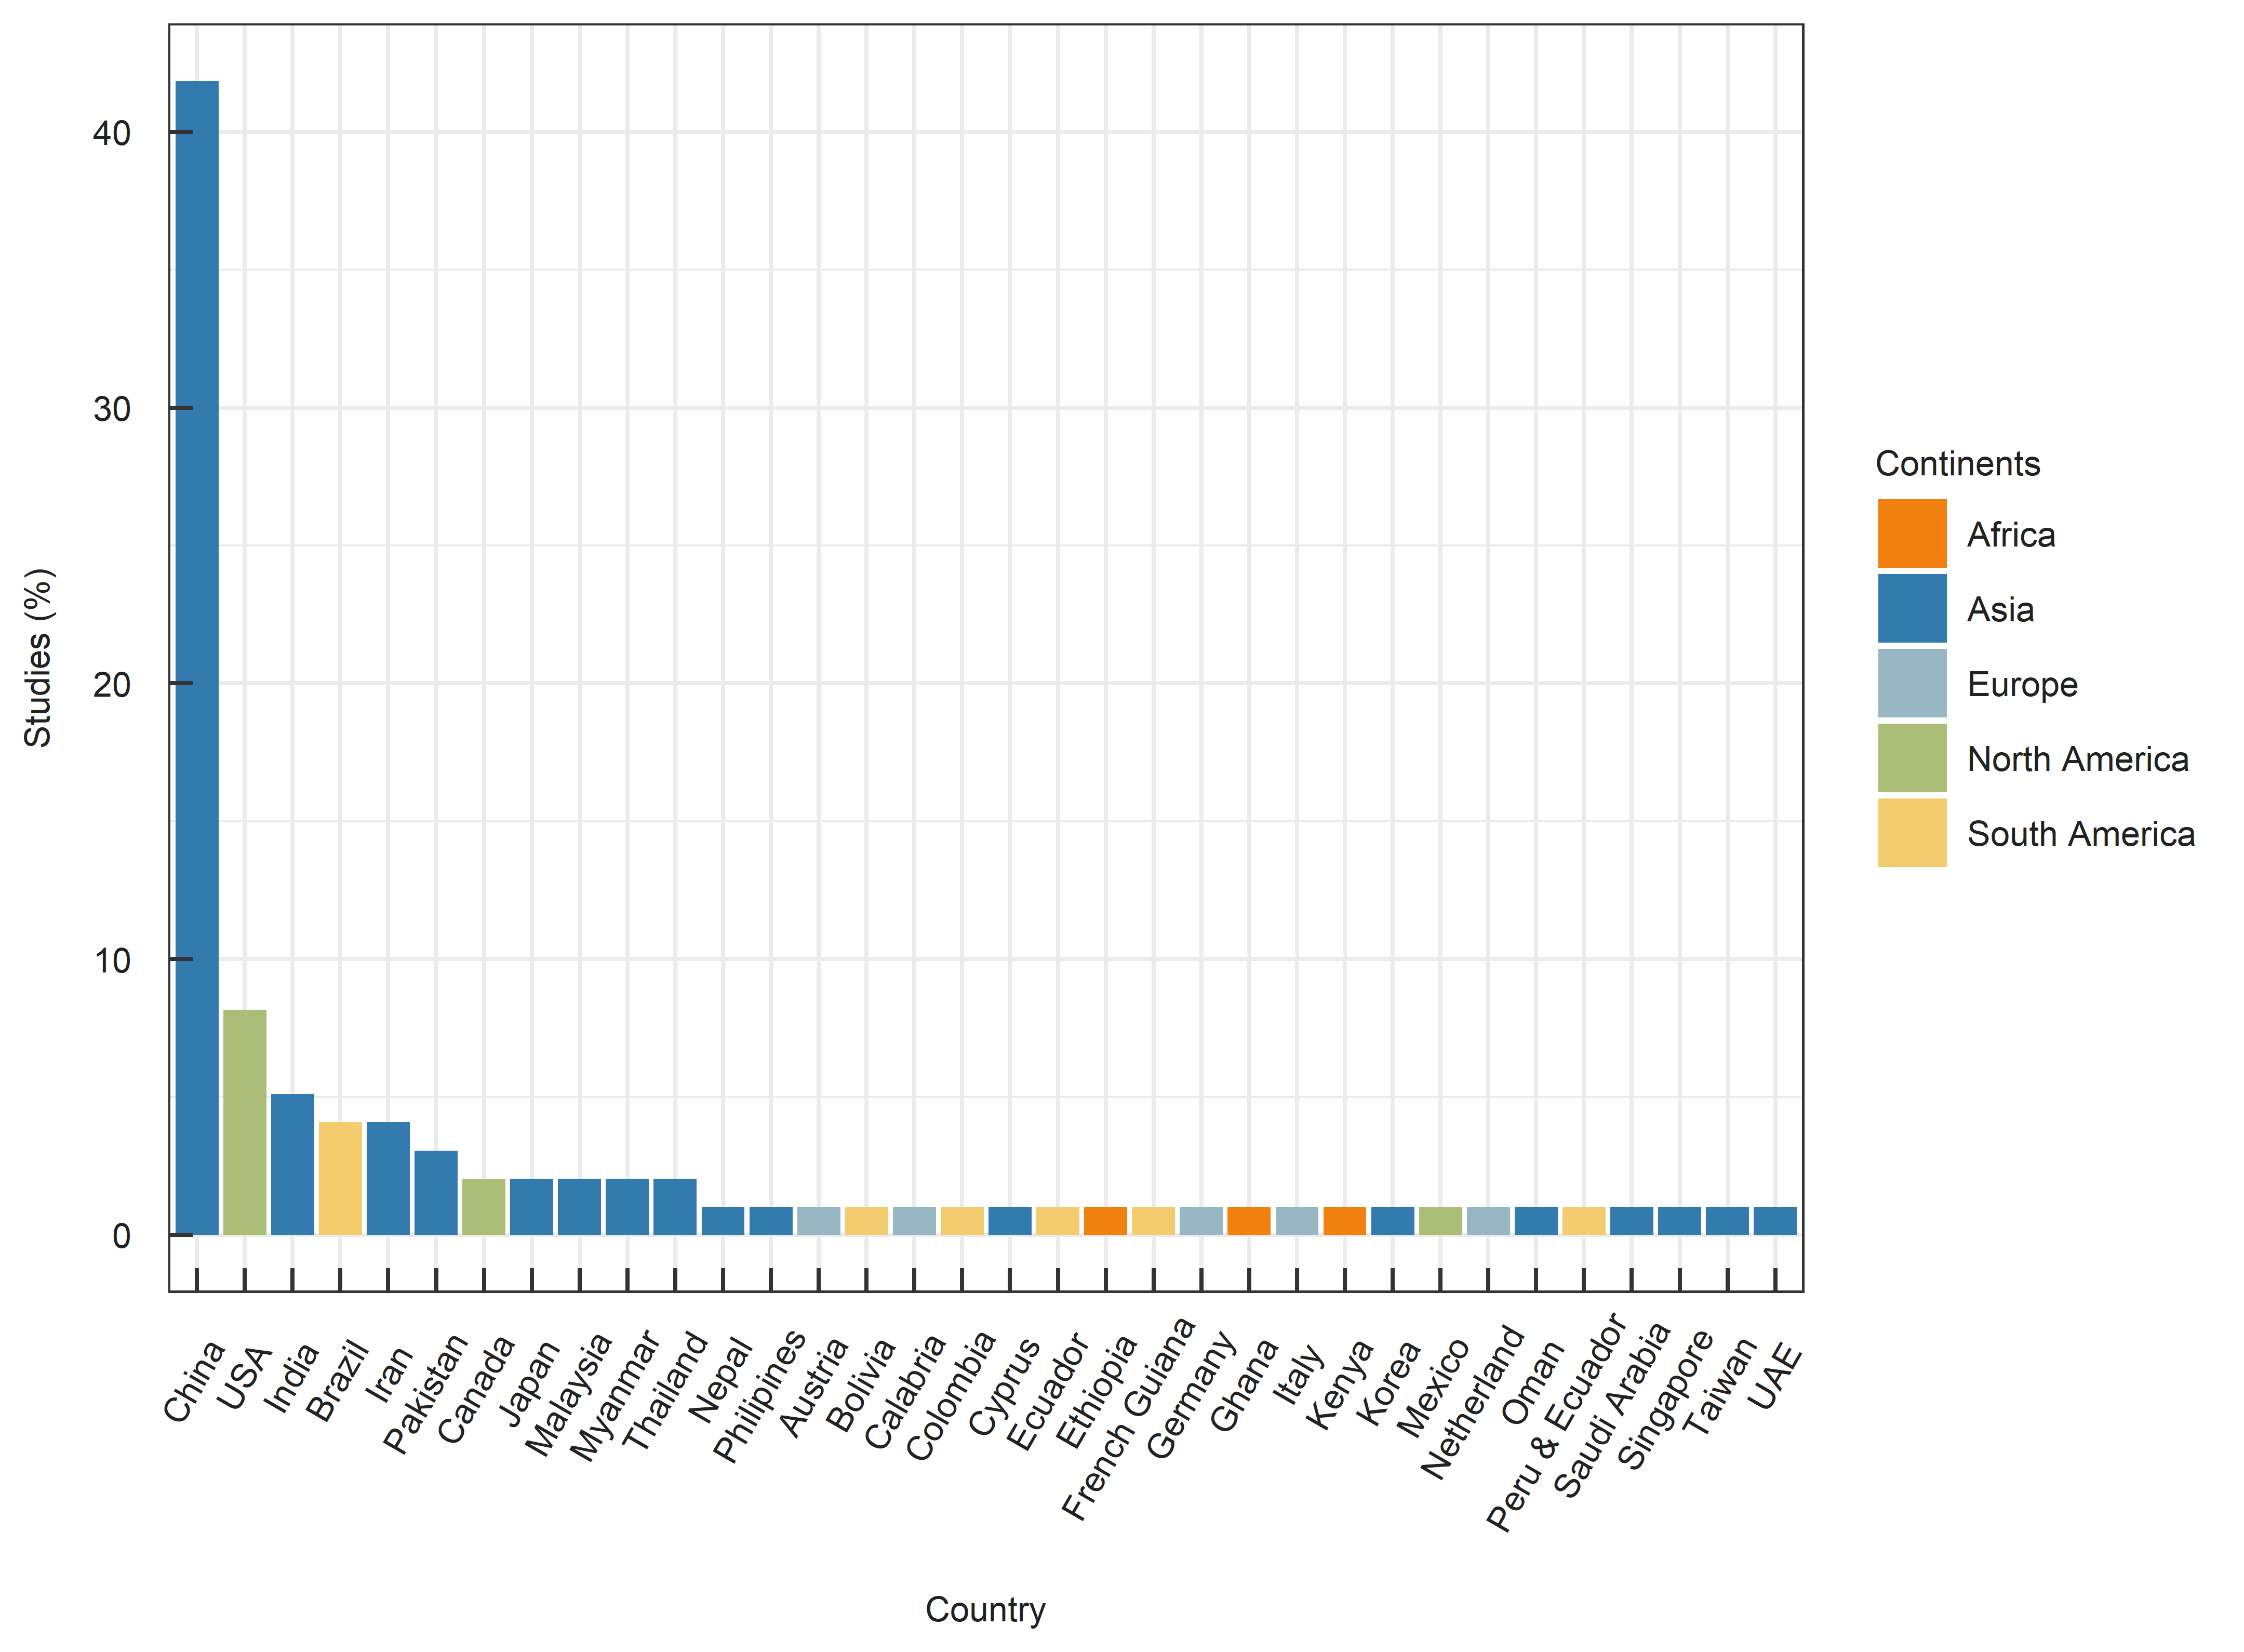 Studies (%)
40
30
20
10
0
China
USA
India
Brazil
Iran
Pakistan
Canada
Japan
Malaysia
Myanmar
Thailand
Nepal
Philipines
Austria
Bolivia
Calabria
Colombia
Cyprus
Ecuador
Ethiopia
French Guiana
Germany
Ghana
Italy
Kenya
Korea
Mexico
Netherland
Oman
Peru & Ecuador
Saudi Arabia
Singapore
Taiwan
UAE
Country
Continents
Africa
Asia
Europe
North America
South America